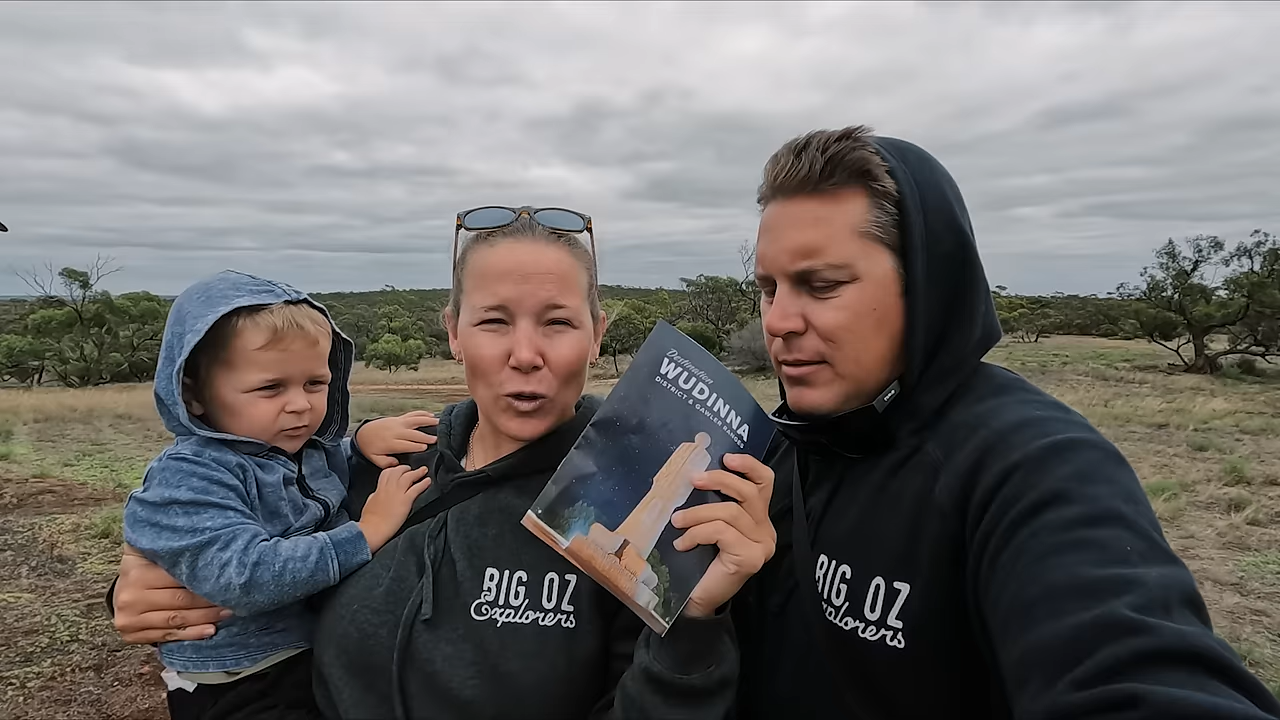 Destination
WUDINNA
DISTRICT & GAWLER RANGES
BIG OZ
Explorers
BIG OZ
Explorers